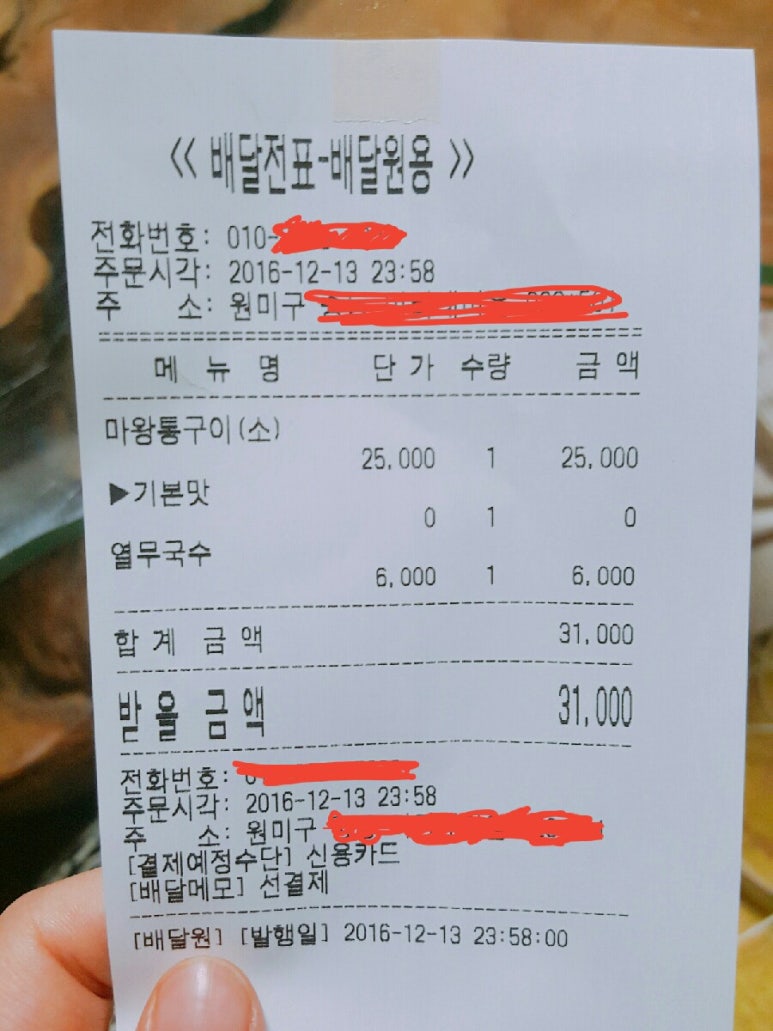 << 배달전표-배달원용 >>
전화번호: 010-
주문시각: 2016-12-13 23:58
주 소: 원미구
메 뉴 명 단 가 수량 금 액
마왕통구이(소)
25,000 1 25,000
▶기본맛
0 1 0
열무국수
6,000 1 6,000
합 계 금 액 31,000
받 을 금 액 31,000
전화번호:
주문시각: 2016-12-13 23:58
주 소: 원미구
[결제예정수단] 신용카드
[배달메모] 선결제
[배달원] [발행일] 2016-12-13 23:58:00